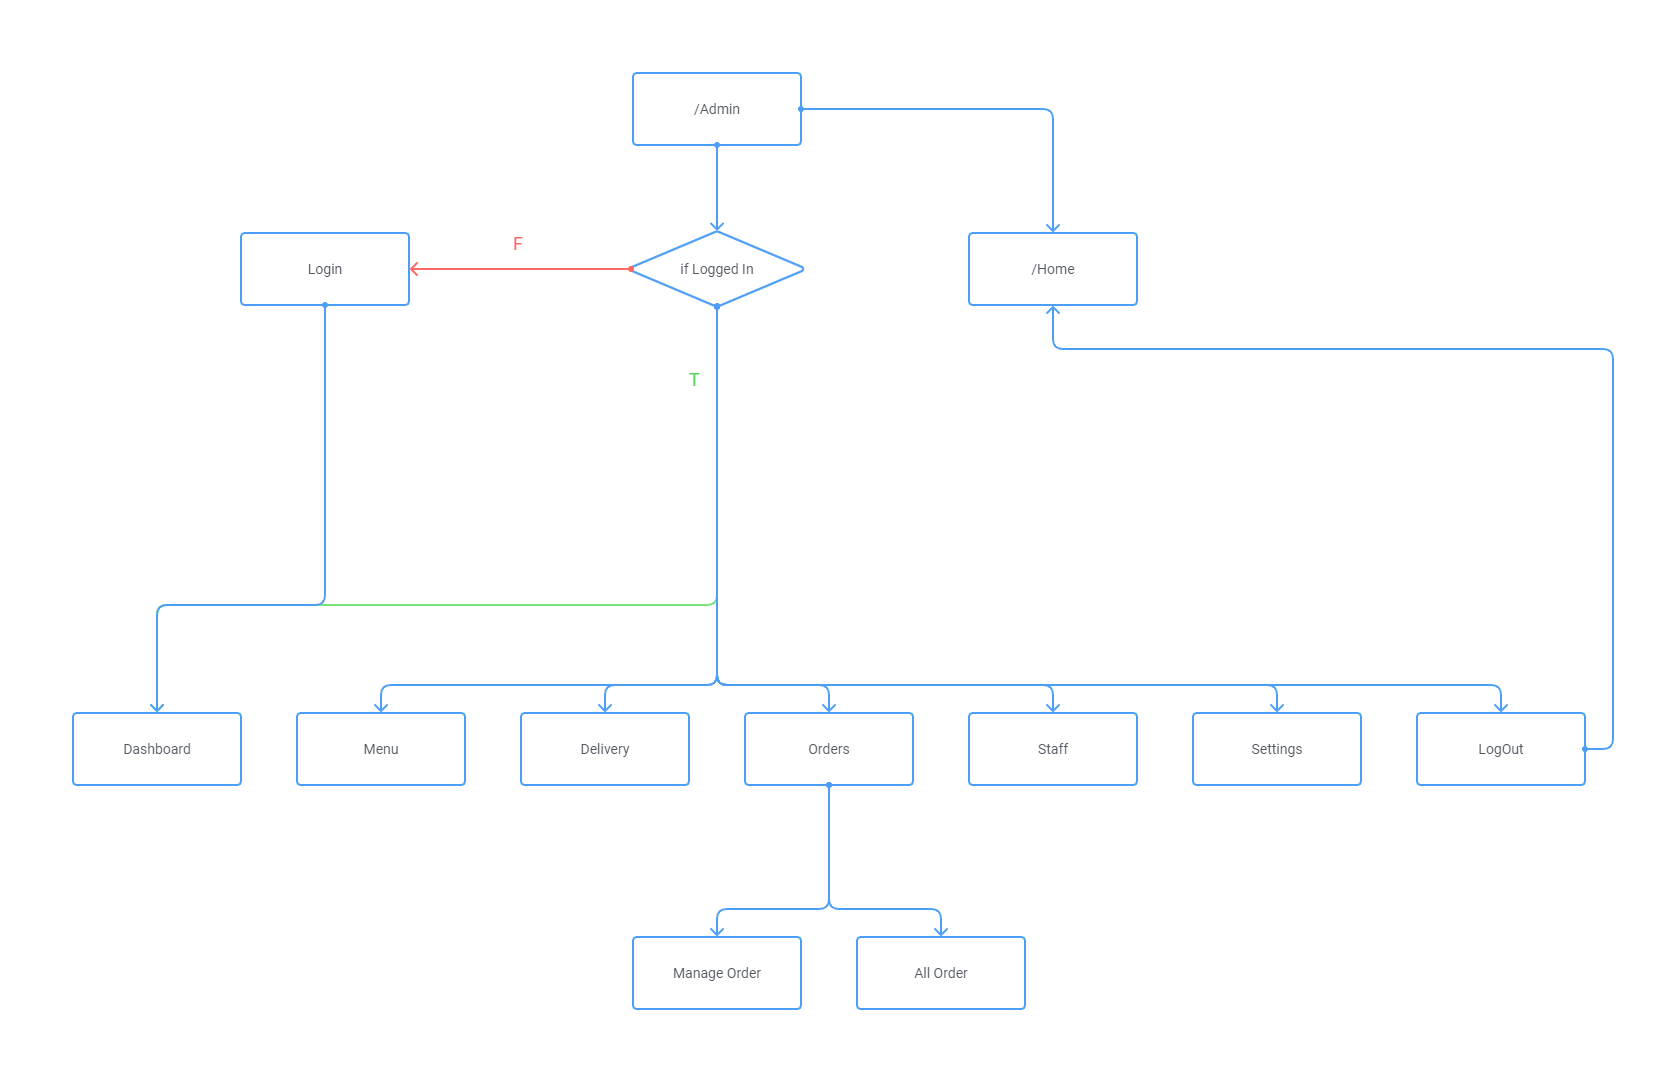 /Admin
F
Login
if Logged In
/Home
T
Dashboard
Menu
Delivery
Orders
Staff
Settings
LogOut
Manage Order
All Order